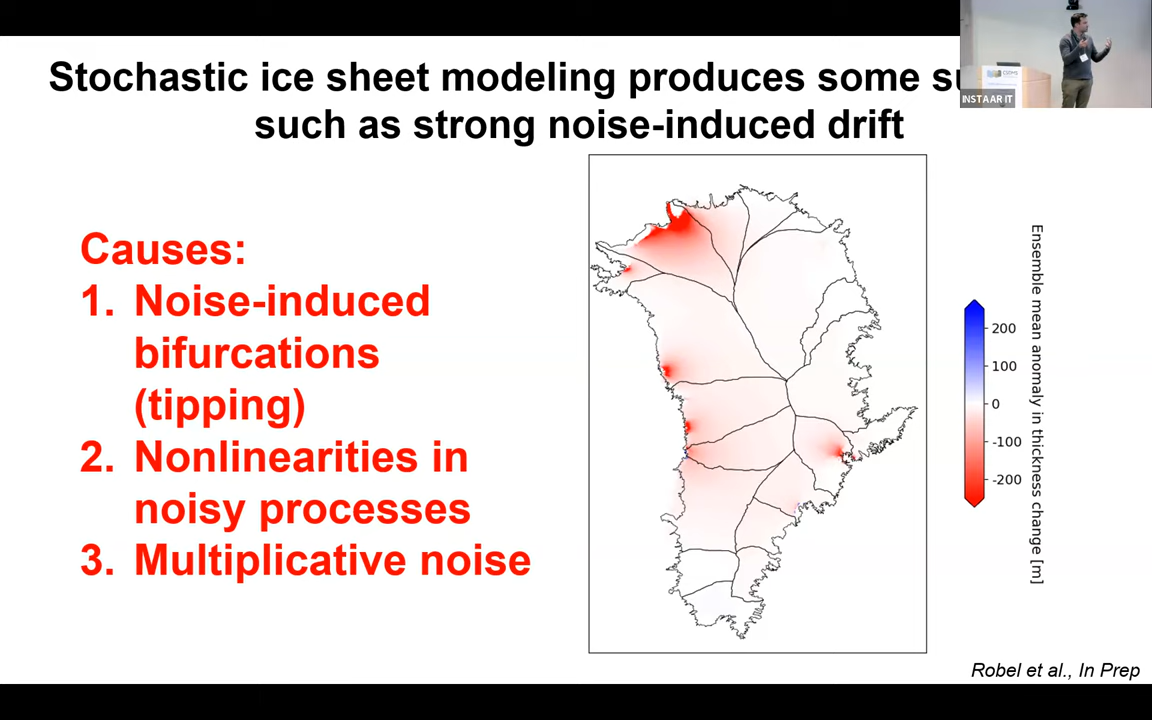 Stochastic ice sheet modeling produces some su
such as strong noise-induced drift
INSTAAR IT
Causes:
1. Noise-induced
bifurcations
(tipping)
2. Nonlinearities in
noisy processes
3. Multiplicative noise
200
100
0
-100
-200
Ensemble mean anomaly in thickness change [m]
Robel et al., In Prep